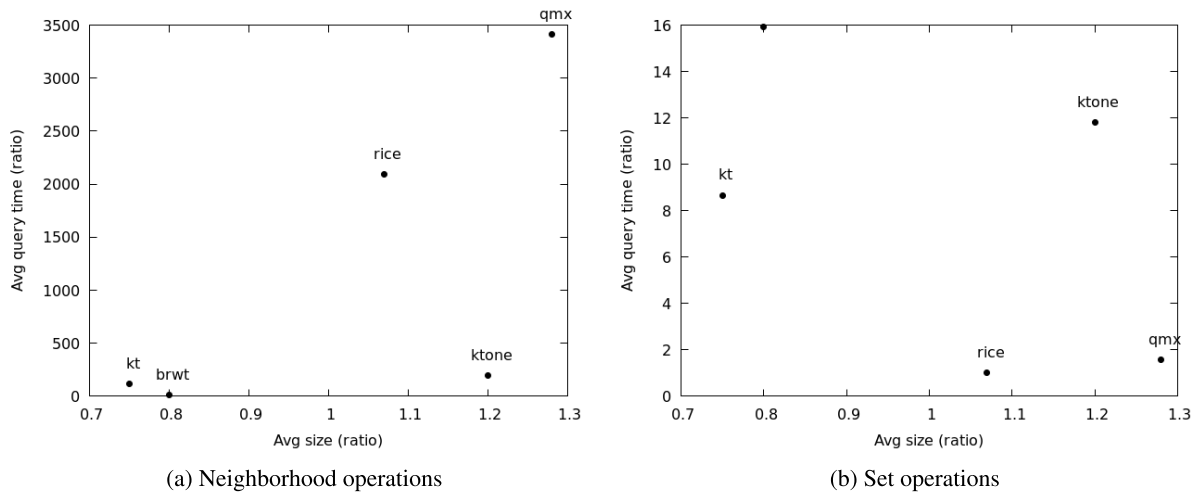 qmx
3500
3000
2500
2000
1500
1000
500
0
rice
kt
brwt
ktone
0.7 0.8 0.9 1 1.1 1.2 1.3
Avg query time (ratio)
Avg size (ratio)
(a) Neighborhood operations
16
14
12
10
8
6
4
2
0
ktone
kt
rice
qmx
0.7 0.8 0.9 1 1.1 1.2 1.3
Avg query time (ratio)
Avg size (ratio)
(b) Set operations